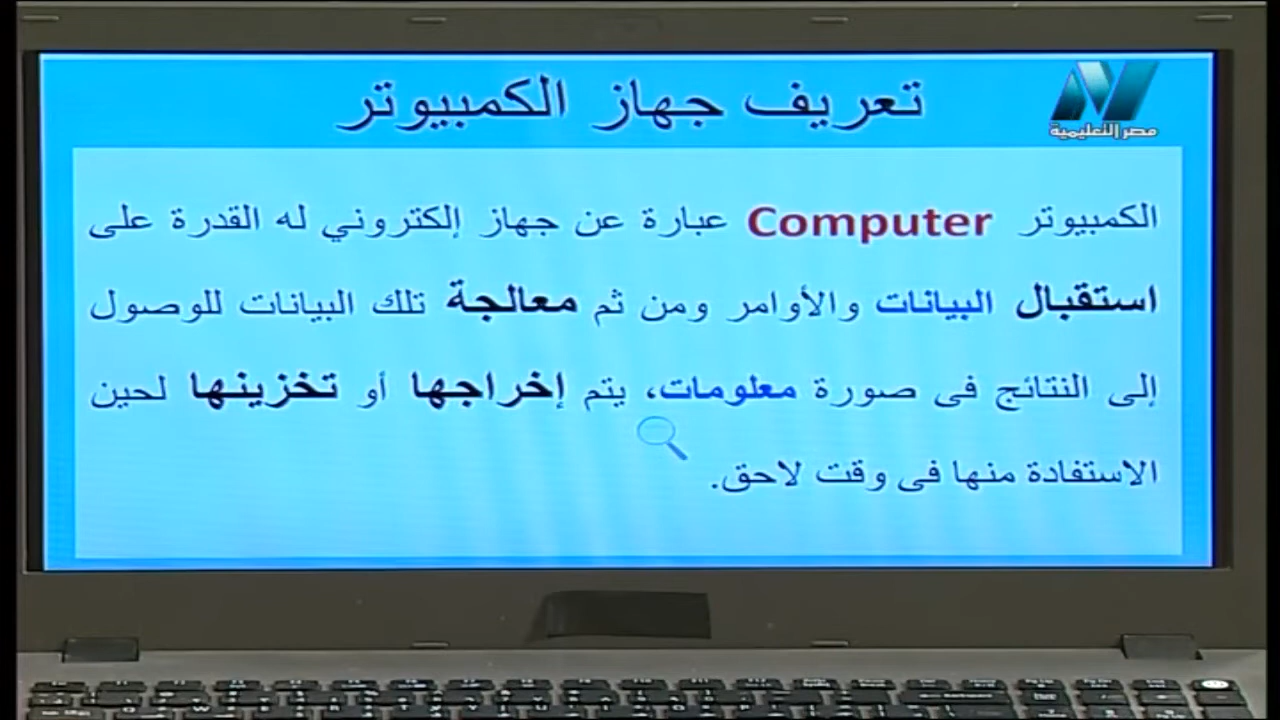 تعريف جهاز الكمبيوتر
مصر التعليمية
الكمبيوتر Computer عبارة عن جهاز إلكتروني له القدرة على
استقبال البيانات والأوامر ومن ثم معالجة تلك البيانات للوصول
إلى النتائج فى صورة معلومات، يتم إخراجها أو تخزينها لحين
الاستفادة منها فى وقت لاحق.